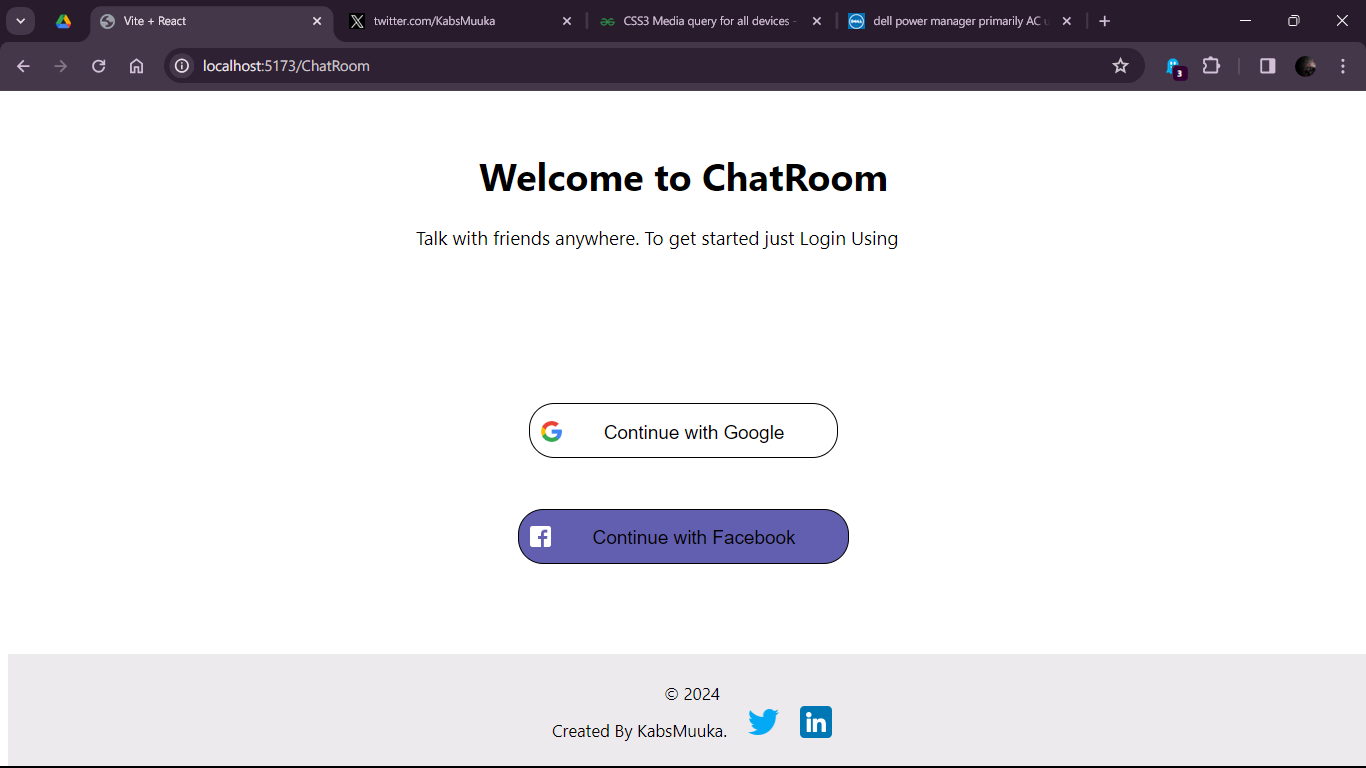 Vite + React
twitter.com/KabsMuuka
CSS3 Media query for all devices -
dell power manager primarily AC u
localhost:5173/ChatRoom
3
Welcome to ChatRoom
Talk with friends anywhere. To get started just Login Using
Continue with Google
Continue with Facebook
© 2024
Created By KabsMuuka.
in